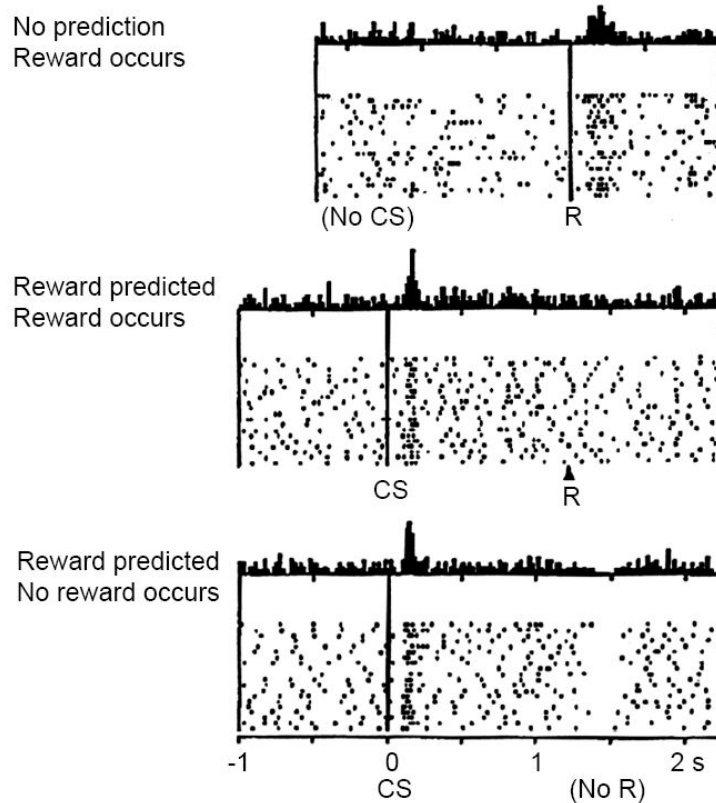 No prediction
Reward occurs
(No CS) R
Reward predicted
Reward occurs
CS R
Reward predicted
No reward occurs
-1 0 1 2 s
CS (No R)